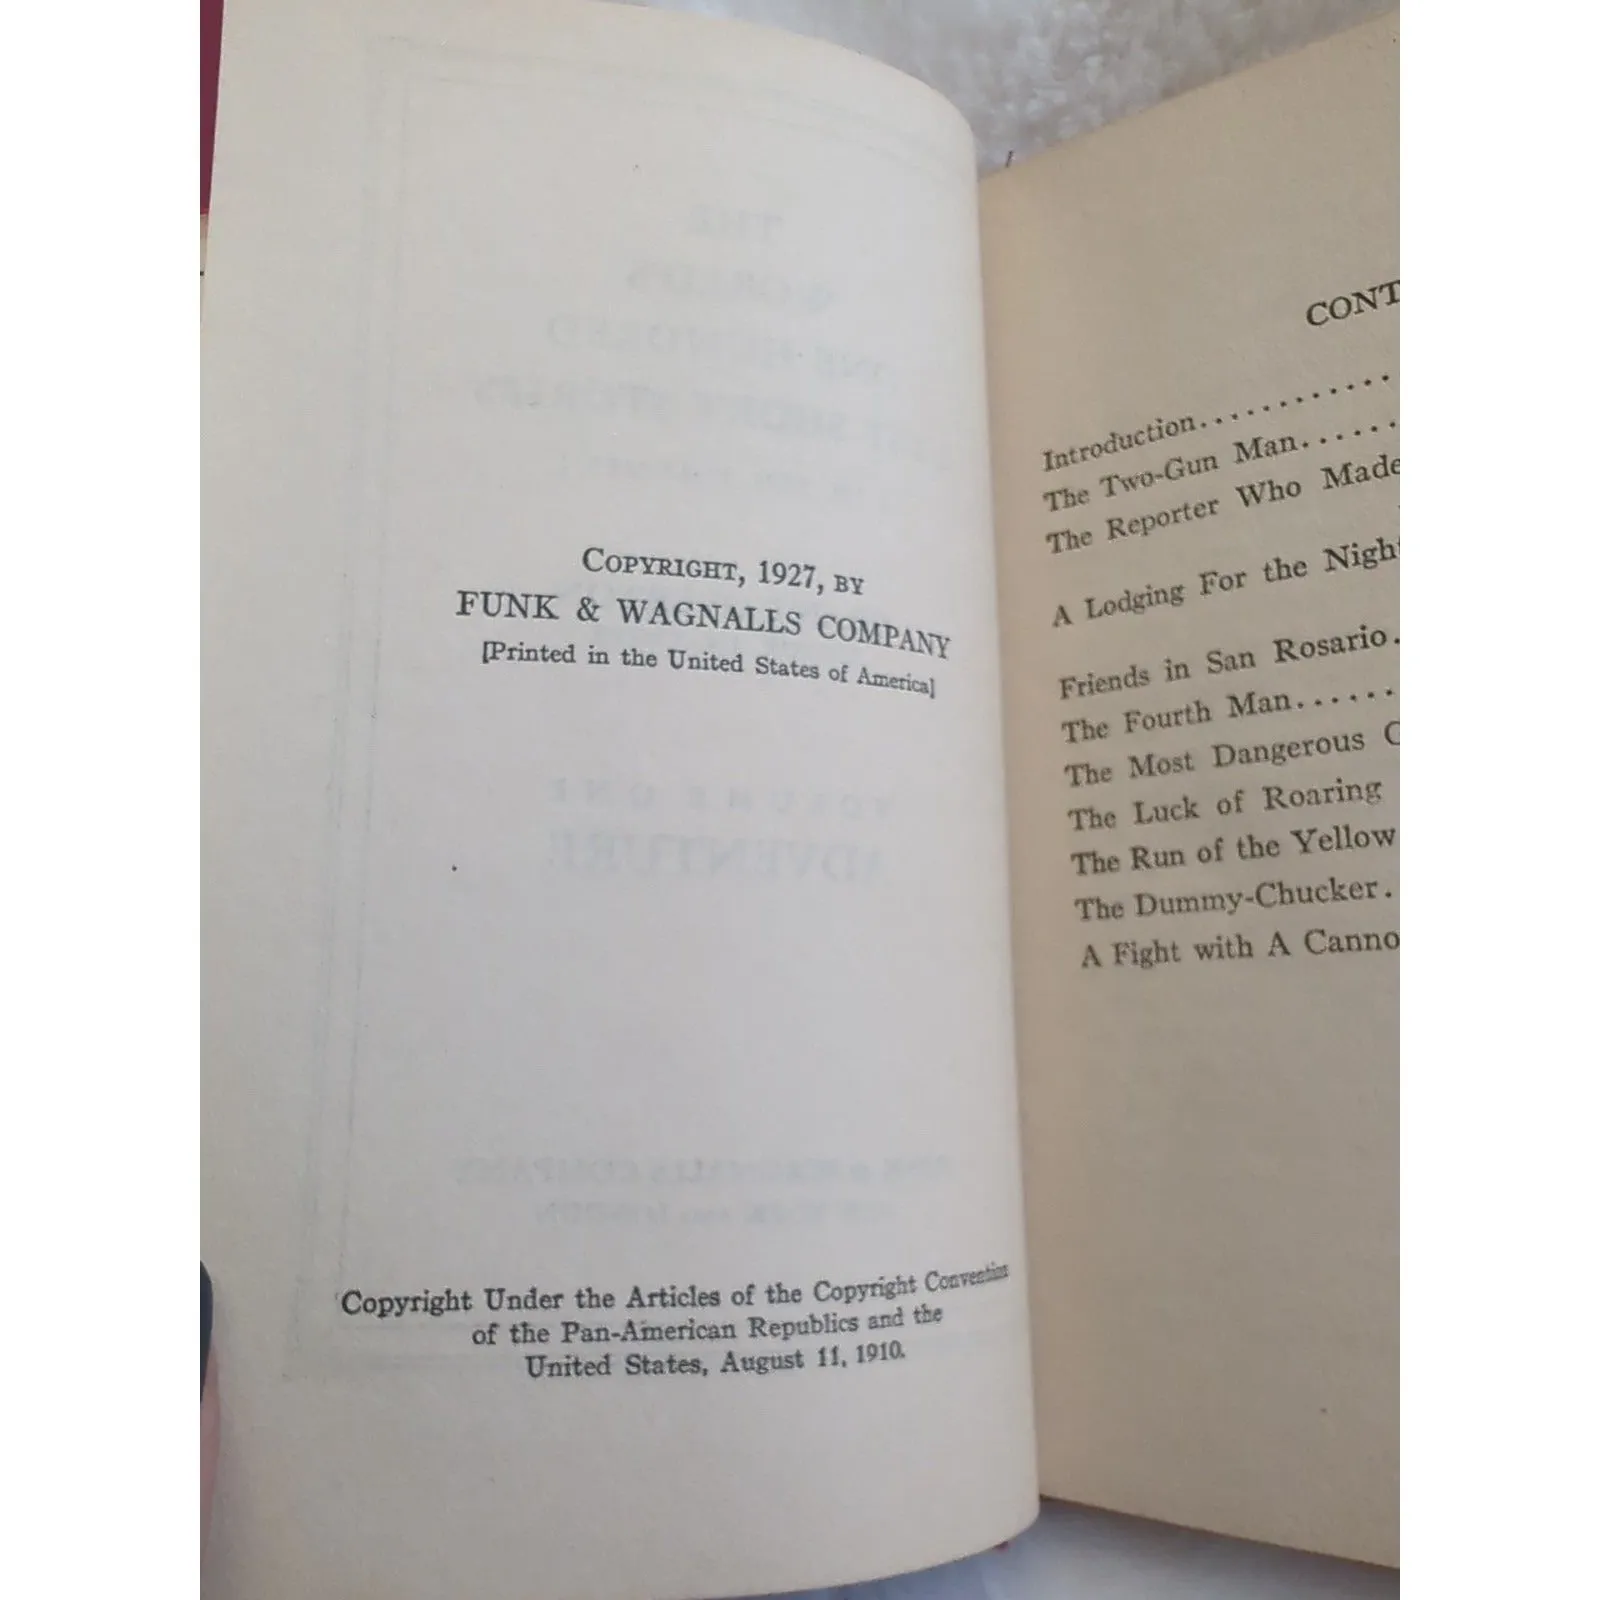 COPYRIGHT, 1927, BY
FUNK & WAGNALLS COMPANY
[Printed in the United States of America]
Copyright Under the Articles of the Copyright Convention
of the Pan-American Republics and the
United States, August 11, 1910.
CONT
Introduction............
The Two-Gun Man......
The Reporter Who Made
A Lodging For the Night
Friends in San Rosario.
The Fourth Man......
The Most Dangerous
The Luck of Roaring
The Run of the Yellow
The Dummy-Chucker.
A Fight with A Canno